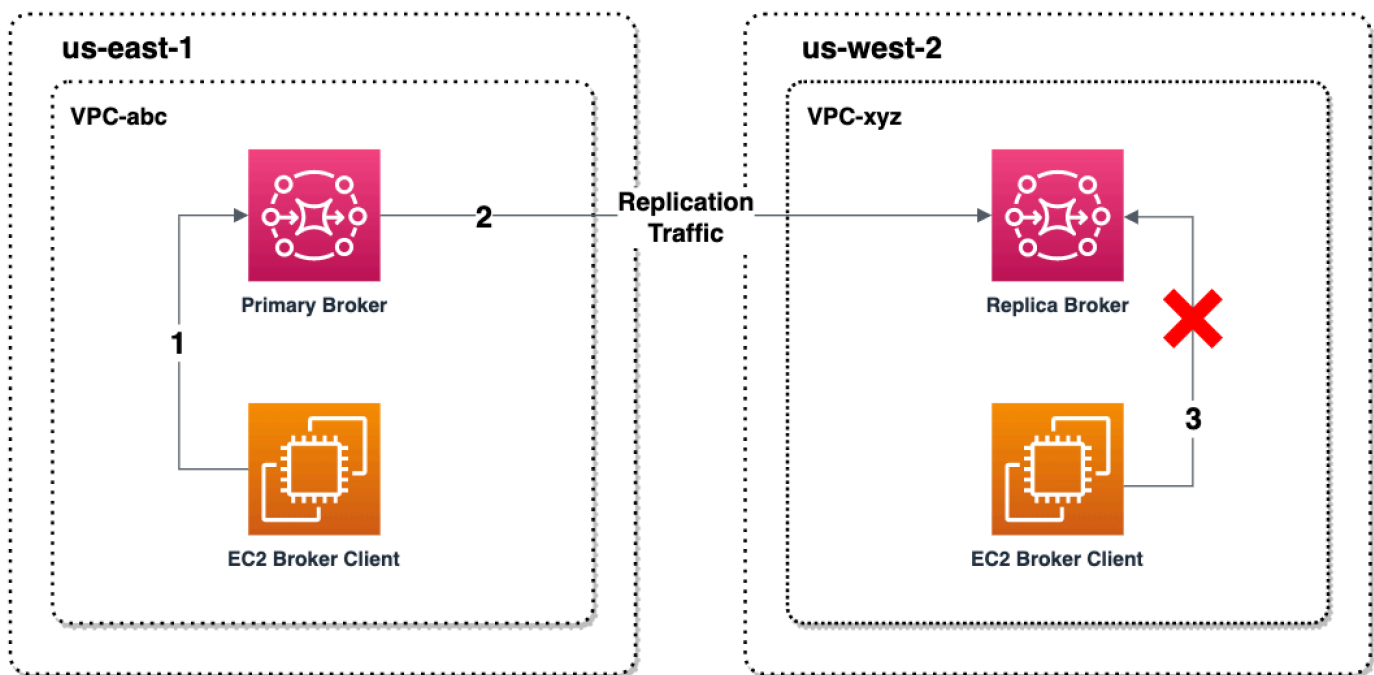 us-east-1
VPC-abc
Primary Broker
1
EC2 Broker Client
2
Replication
Traffic
us-west-2
VPC-xyz
Replica Broker
3
EC2 Broker Client